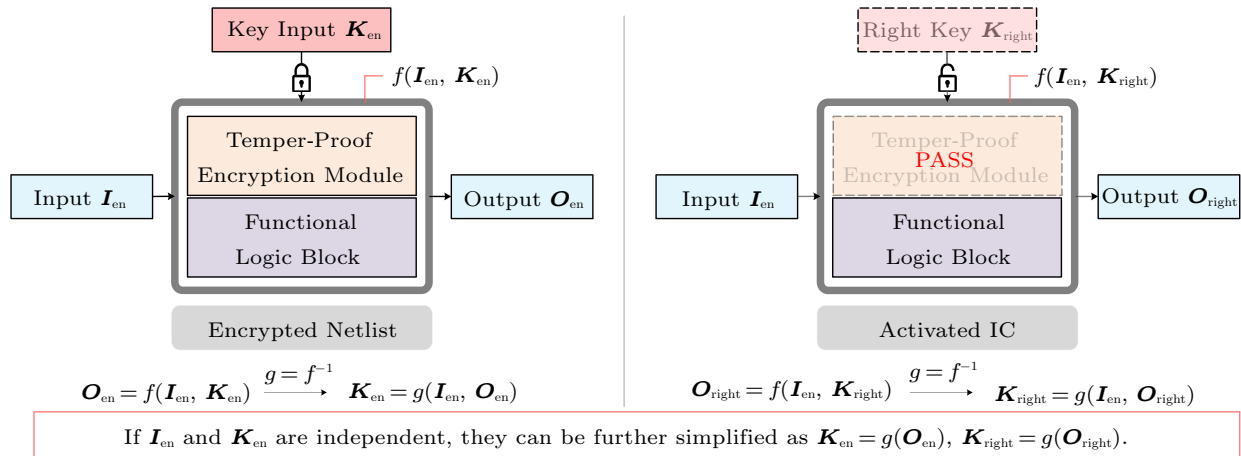 Key Input K_en
f(I_en, K_en)
Temper-Proof
Encryption Module
Input I_en
Output O_en
Functional
Logic Block
Encrypted Netlist
O_en = f(I_en, K_en) g = f⁻¹ K_en = g(I_en, O_en)
Right Key K_right
f(I_en, K_right)
Temper-Proof
PASS
Encryption Module
Input I_en
Output O_right
Functional
Logic Block
Activated IC
O_right = f(I_en, K_right) g = f⁻¹ K_right = g(I_en, O_right)
If I_en and K_en are independent, they can be further simplified as K_en = g(O_en), K_right = g(O_right).